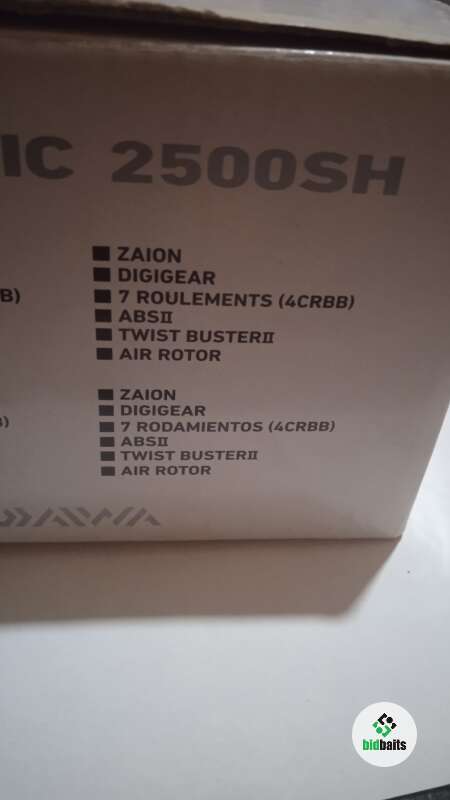 IC 2500SH
ZAION
DIGIGEAR
B)
7 ROULEMENTS (4CRBB)
ABSII
TWIST BUSTERII
AIR ROTOR
ZAION
DIGIGEAR
)
7 RODAMIENTOS (4CRBB)
ABSII
TWIST BUSTERII
AIR ROTOR
DAIWA
bidbaits